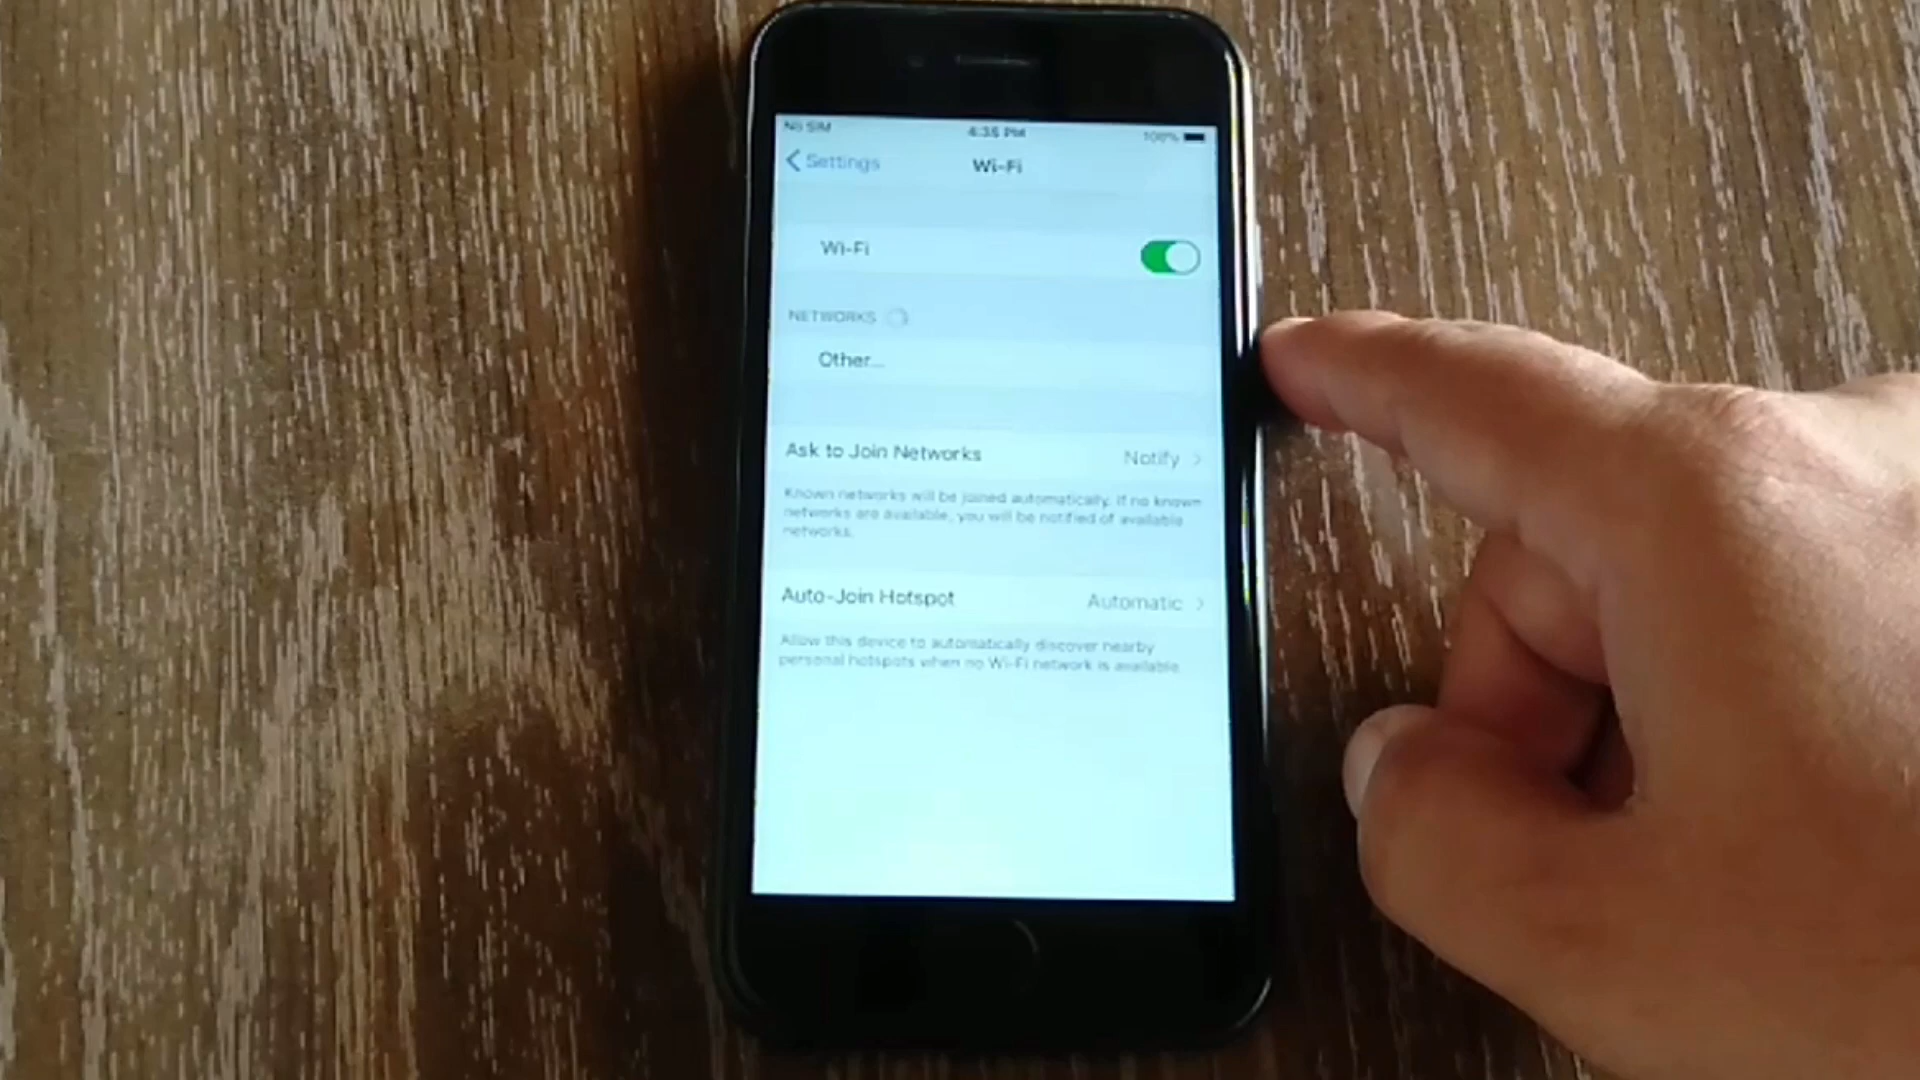 No SIM 4:35 PM 100%
Settings Wi-Fi
Wi-Fi
NETWORKS
Other...
Ask to Join Networks Notify
Known networks will be joined automatically. If no known
networks are available, you will be notified of available
networks.
Auto-Join Hotspot Automatic
Allow this device to automatically discover nearby
personal hotspots when no Wi-Fi network is available.